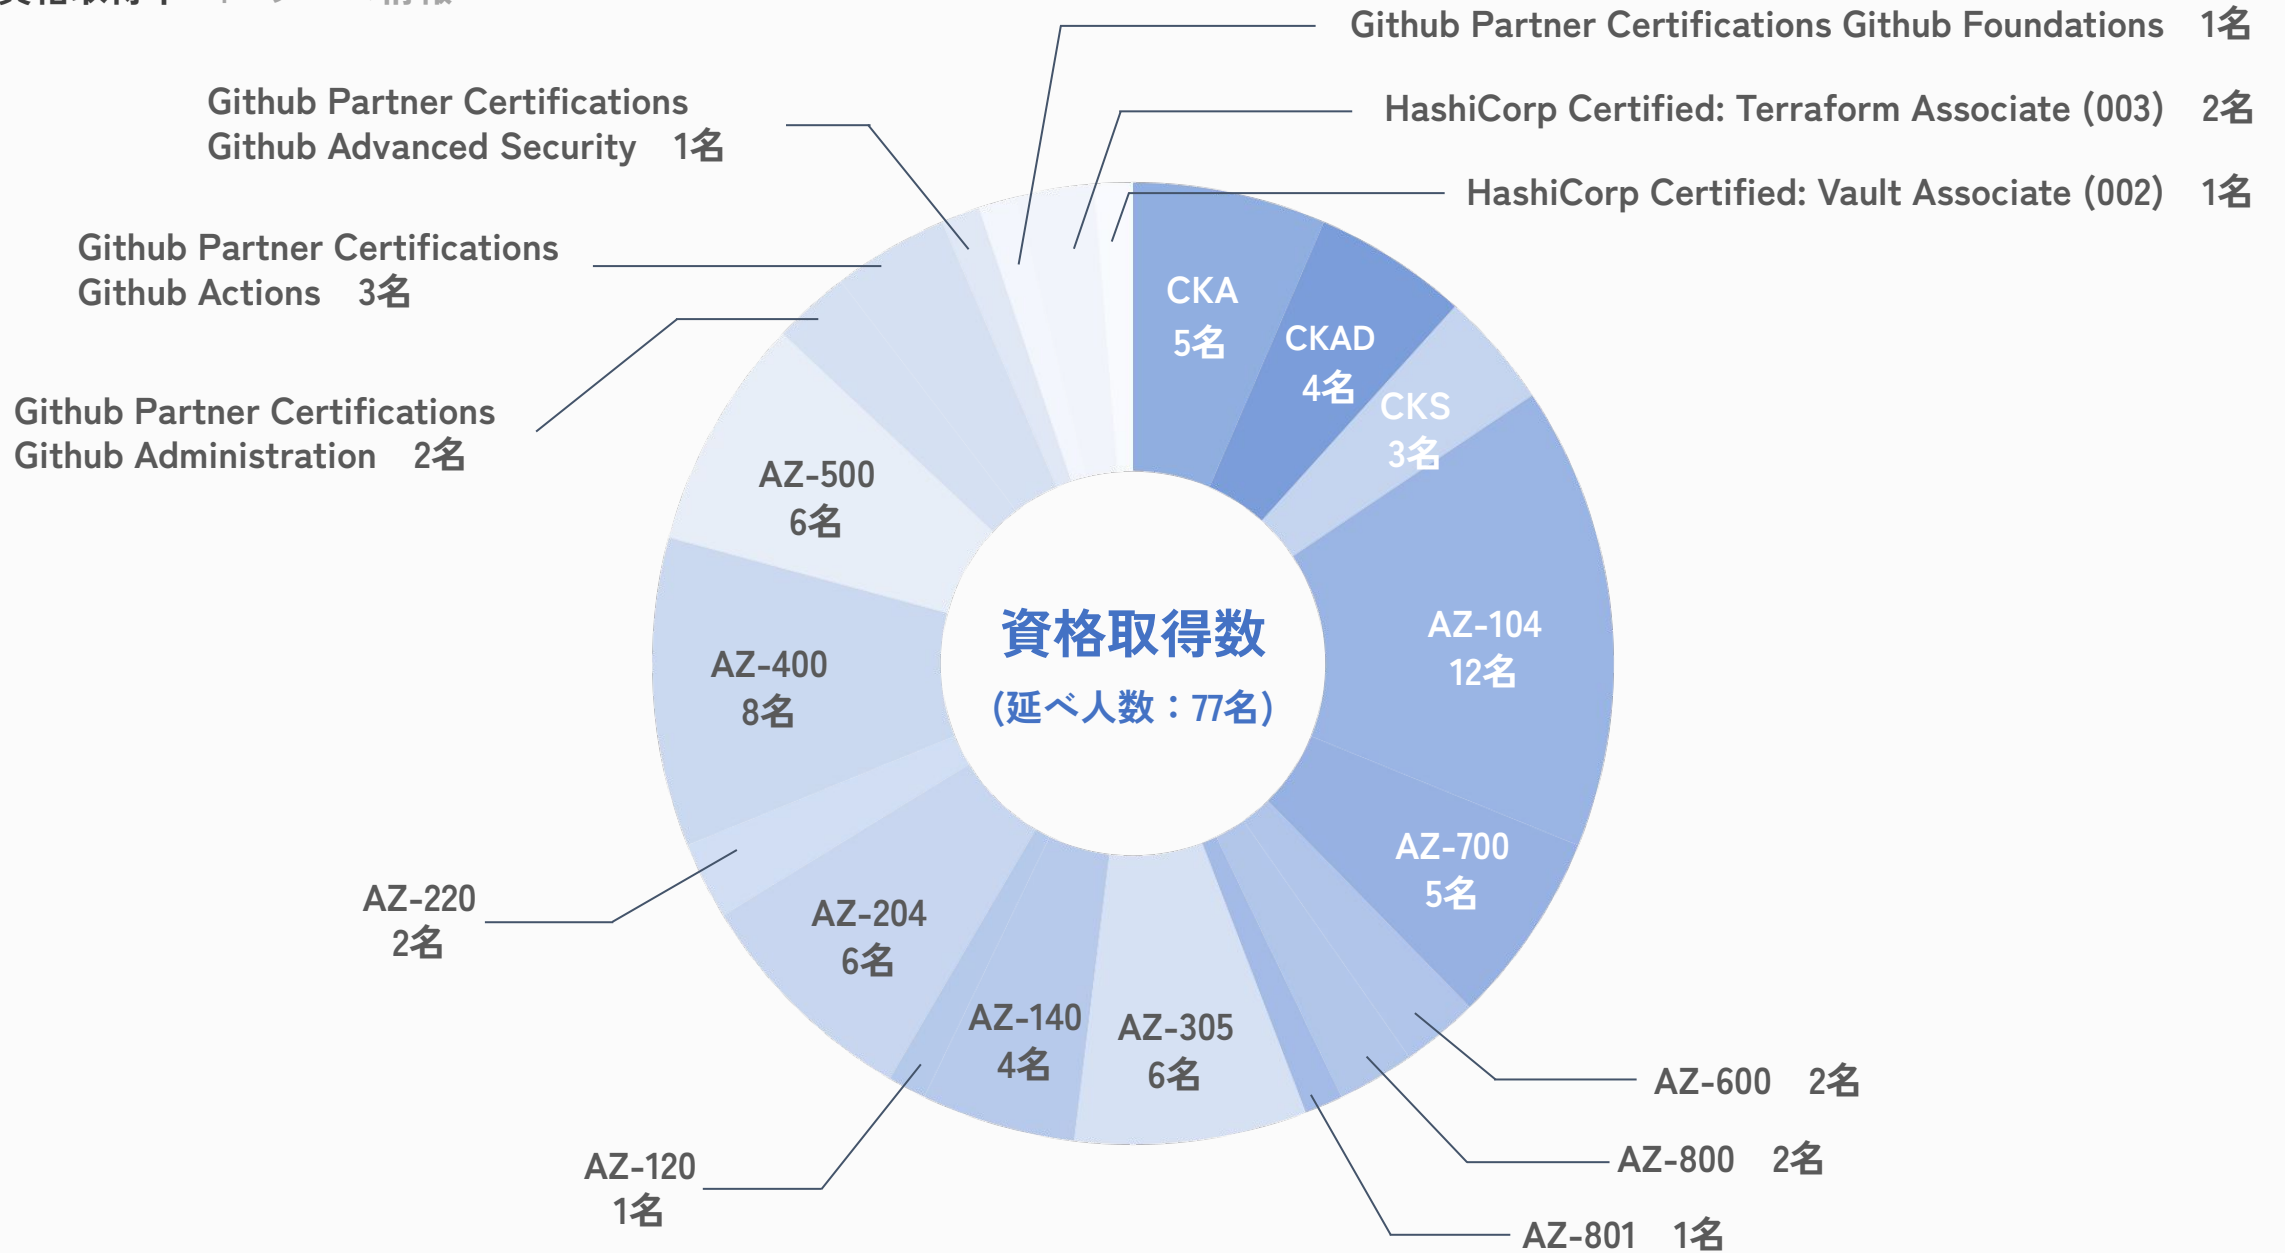 Github Partner Certifications Github Foundations 1名
HashiCorp Certified: Terraform Associate (003) 2名
HashiCorp Certified: Vault Associate (002) 1名
Github Partner Certifications
Github Advanced Security 1名
Github Partner Certifications
Github Actions 3名
Github Partner Certifications
Github Administration 2名
CKA
5名
CKAD
4名
CKS
3名
AZ-104
12名
AZ-700
5名
AZ-600 2名
AZ-800 2名
AZ-801 1名
AZ-305
6名
AZ-140
4名
AZ-120
1名
AZ-204
6名
AZ-220
2名
AZ-400
8名
AZ-500
6名
資格取得数
(延べ人数：77名)